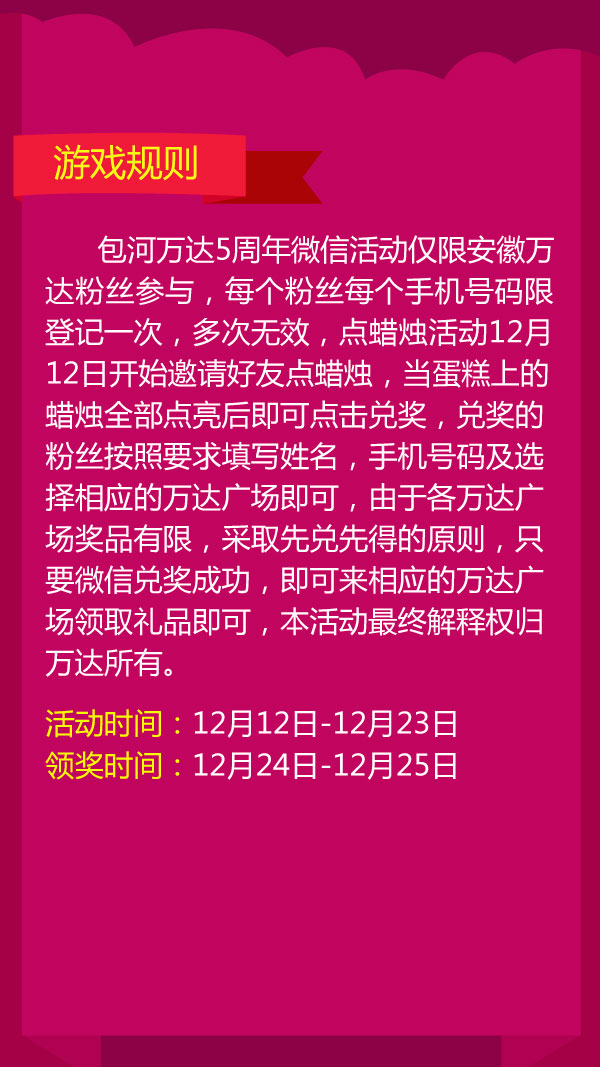 游戏规则
包河万达5周年微信活动仅限安徽万
达粉丝参与，每个粉丝每个手机号码限
登记一次，多次无效，点蜡烛活动12月
12日开始邀请好友点蜡烛，当蛋糕上的
蜡烛全部点亮后即可点击兑奖，兑奖的
粉丝按照要求填写姓名，手机号码及选
择相应的万达广场即可，由于各万达广
场奖品有限，采取先兑先得的原则，只
要微信兑奖成功，即可来相应的万达广
场领取礼品即可，本活动最终解释权归
万达所有。
活动时间：12月12日-12月23日
领奖时间：12月24日-12月25日